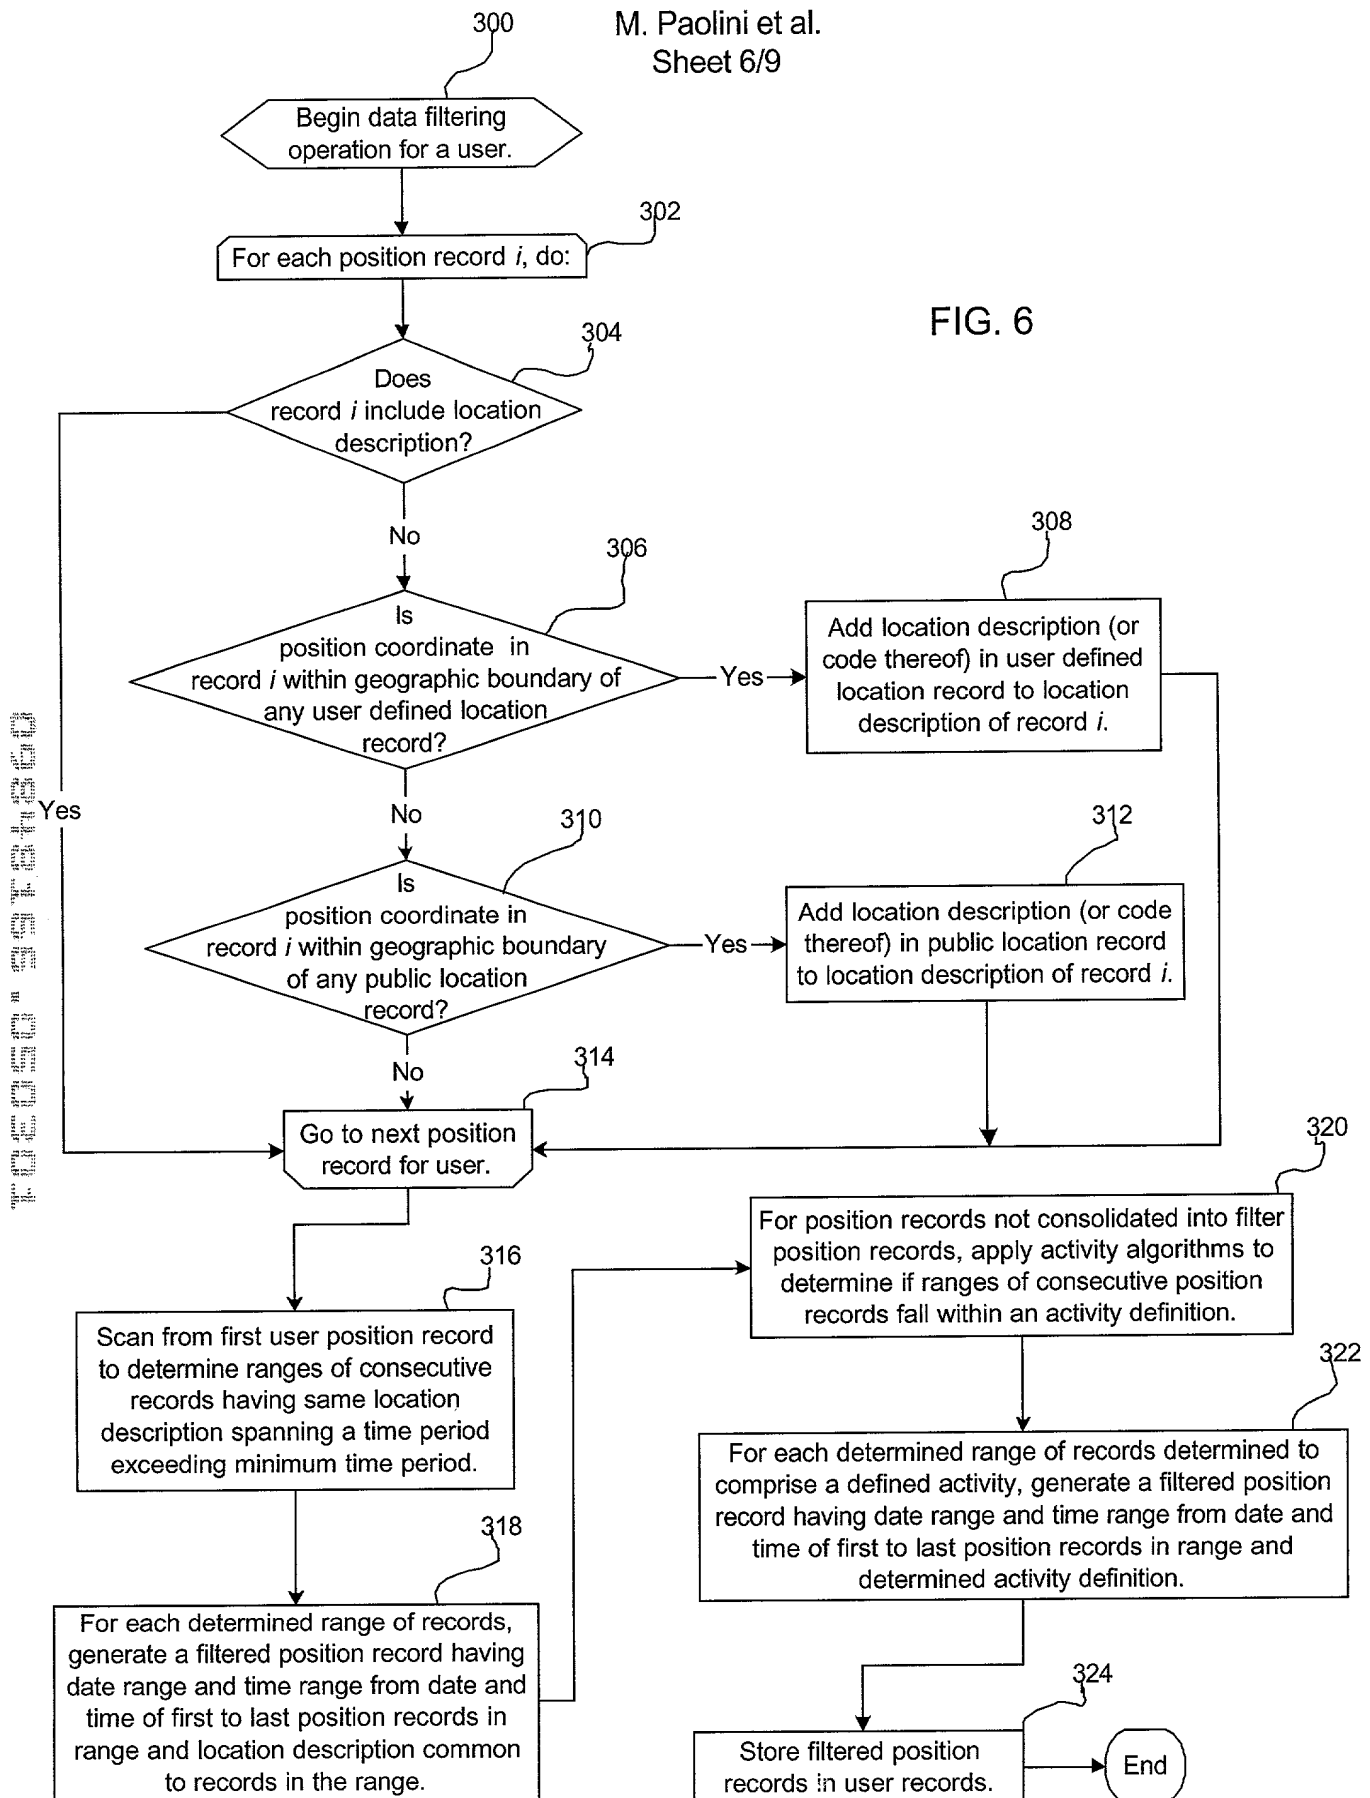 M. Paolini et al.
Sheet 6/9
FIG. 6
300
Begin data filtering
operation for a user.
302
For each position record i, do:
304
Does
record i include location
description?
Yes
No
306
Is
position coordinate in
record i within geographic boundary of
any user defined location
record?
Yes
308
Add location description (or
code thereof) in user defined
location record to location
description of record i.
No
310
Is
position coordinate in
record i within geographic boundary
of any public location
record?
Yes
312
Add location description (or code
thereof) in public location record
to location description of record i.
No
314
Go to next position
record for user.
316
Scan from first user position record
to determine ranges of consecutive
records having same location
description spanning a time period
exceeding minimum time period.
318
For each determined range of records,
generate a filtered position record having
date range and time range from date and
time of first to last position records in
range and location description common
to records in the range.
320
For position records not consolidated into filter
position records, apply activity algorithms to
determine if ranges of consecutive position
records fall within an activity definition.
322
For each determined range of records determined to
comprise a defined activity, generate a filtered position
record having date range and time range from date and
time of first to last position records in range and
determined activity definition.
324
Store filtered position
records in user records.
End